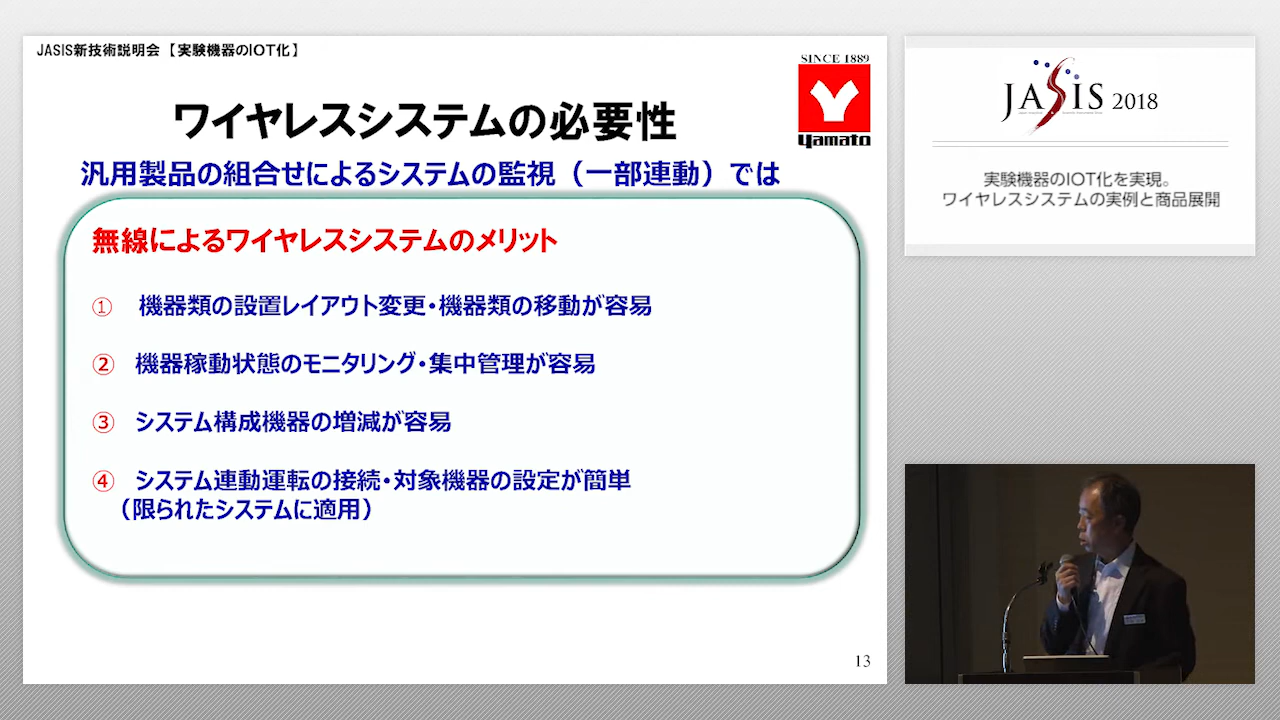 JASIS新技術説明会 【実験機器のIOT化】
SINCE 1889
Yamato
ワイヤレスシステムの必要性
汎用製品の組合せによるシステムの監視（一部連動）では
無線によるワイヤレスシステムのメリット
① 機器類の設置レイアウト変更・機器類の移動が容易
② 機器稼動状態のモニタリング・集中管理が容易
③ システム構成機器の増減が容易
④ システム連動運転の接続・対象機器の設定が簡単
（限られたシステムに適用）
13
JASIS 2018
実験機器のIOT化を実現。
ワイヤレスシステムの実例と商品展開